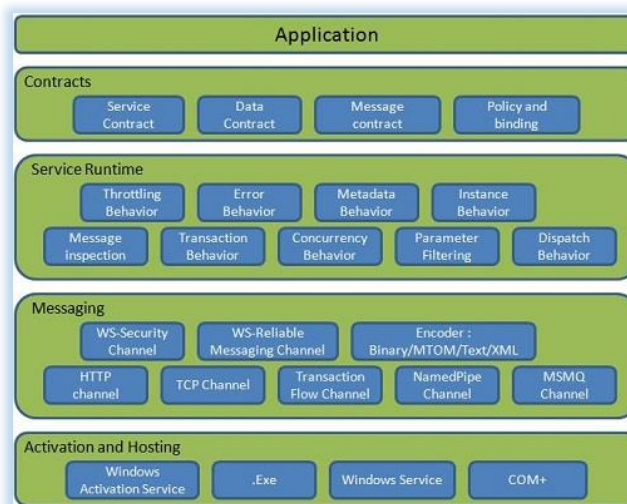 Application
Contracts
Service
Contract
Data
Contract
Message
contract
Policy and
binding
Service Runtime
Throttling
Behavior
Error
Behavior
Metadata
Behavior
Instance
Behavior
Message
inspection
Transaction
Behavior
Concurrency
Behavior
Parameter
Filtering
Dispatch
Behavior
Messaging
WS-Security
Channel
WS-Reliable
Messaging Channel
Encoder :
Binary/MTOM/Text/XML
HTTP
channel
TCP Channel
Transaction
Flow Channel
NamedPipe
Channel
MSMQ
Channel
Activation and Hosting
Windows
Activation Service
.Exe
Windows Service
COM+